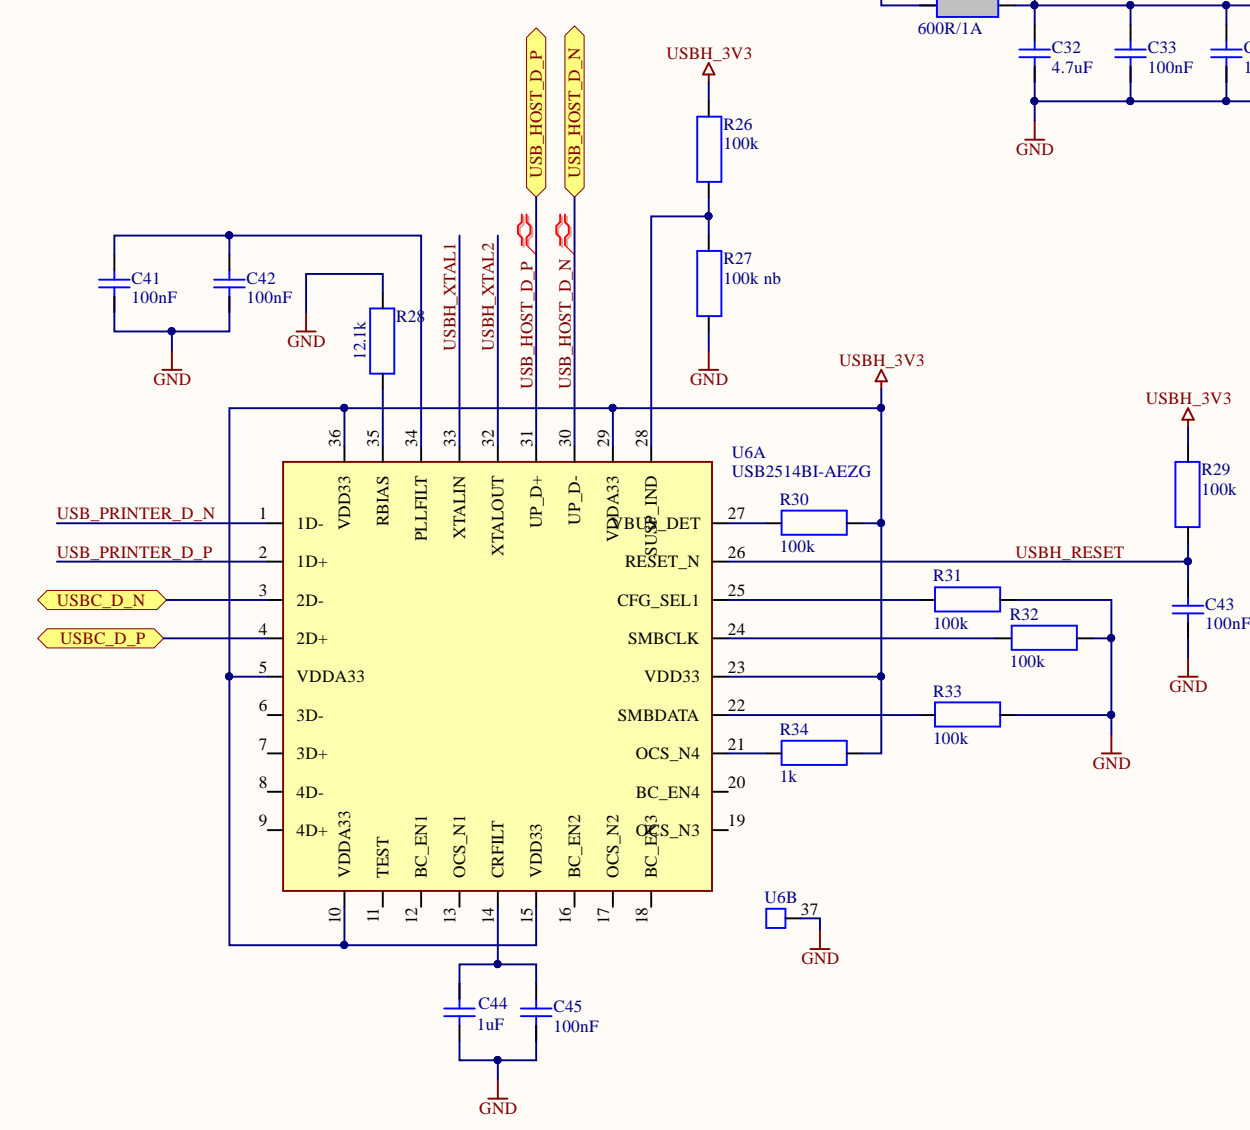 600R/1A
C32
4.7uF
C33
100nF
USB_HOST_D_P
USB_HOST_D_N
USBH_3V3
R26
100k
GND
R27
100k nb
GND
C41
100nF
C42
100nF
GND
GND
R28
12.1k
USBH_XTAL1
USBH_XTAL2
USB_HOST_D_P
USB_HOST_D_N
USBH_3V3
USBH_3V3
36
35
34
33
32
31
30
29
28
U6A
USB2514BI-AEZG
VDD33
RBIAS
PLLFILT
XTALIN
XTALOUT
UP_D+
UP_D-
VDDA33
SUSP_IND
USB_PRINTER_D_N
1
1D-
USB_PRINTER_D_P
2
1D+
USBC_D_N
3
2D-
USBC_D_P
4
2D+
5
VDDA33
6
3D-
7
3D+
8
4D-
9
4D+
VBUS_DET
27
R30
100k
RESET_N
26
USBH_RESET
CFG_SEL1
25
R31
100k
SMBCLK
24
R32
100k
VDD33
23
SMBDATA
22
R33
100k
OCS_N4
21
R34
1k
BC_EN4
20
OCS_N3
19
GND
R29
100k
C43
100nF
GND
VDDA33
TEST
BC_EN1
OCS_N1
CRFILT
VDD33
BC_EN2
OCS_N2
BC_EN3
10
11
12
13
14
15
16
17
18
U6B
37
GND
C44
1uF
C45
100nF
GND